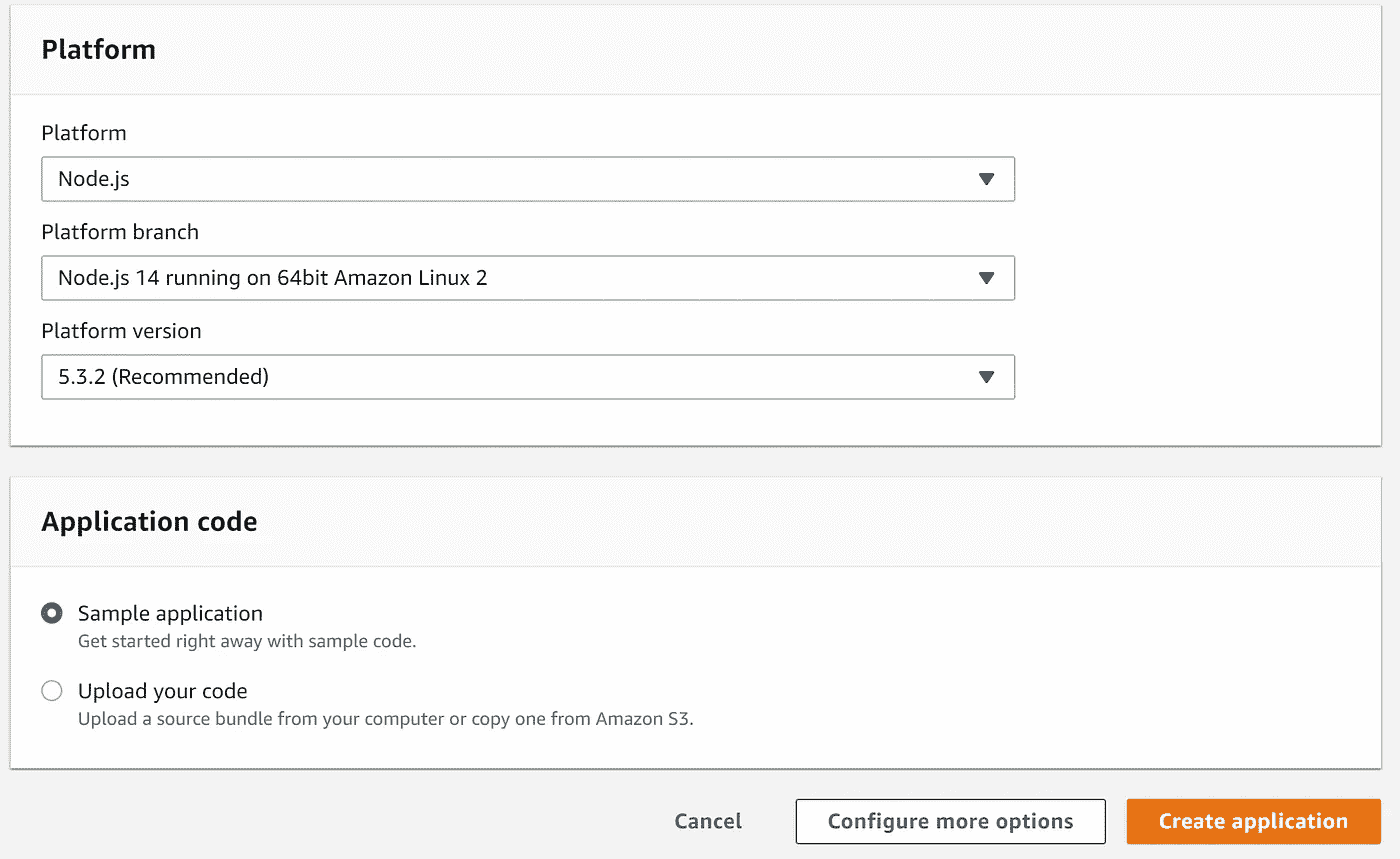 Platform
Platform
Node.js
Platform branch
Node.js 14 running on 64bit Amazon Linux 2
Platform version
5.3.2 (Recommended)
Application code
Sample application
Get started right away with sample code.
Upload your code
Upload a source bundle from your computer or copy one from Amazon S3.
Cancel Configure more options Create application